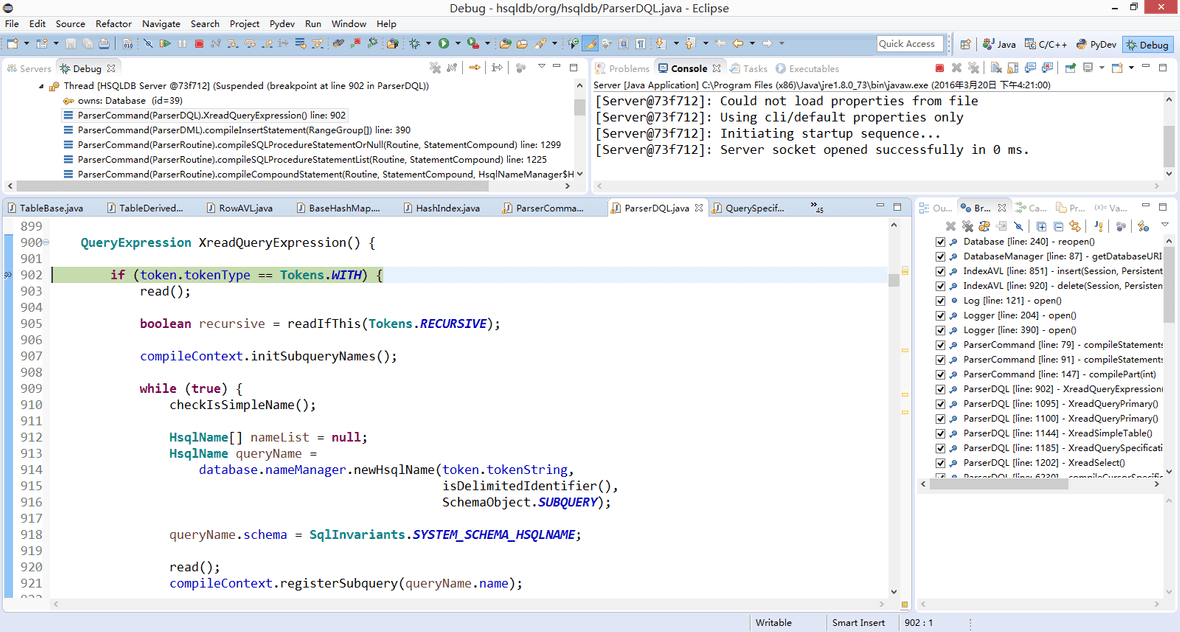 Debug - hsqldb/org/hsqldb/ParserDQL.java - Eclipse
File Edit Source Refactor Navigate Search Project Pydev Run Window Help
Quick Access
Java C/C++ PyDev Debug
Servers Debug
Thread [HSQLDB Server @73f712] (Suspended (breakpoint at line 902 in ParserDQL))
owns: Database (id=39)
ParserCommand(ParserDQL).XreadQueryExpression() line: 902
ParserCommand(ParserDML).compileInsertStatement(RangeGroup[]) line: 390
ParserCommand(ParserRoutine).compileSQLProcedureStatementOrNull(Routine, StatementCompound) line: 1299
ParserCommand(ParserRoutine).compileSQLProcedureStatementList(Routine, StatementCompound) line: 1225
ParserCommand(ParserRoutine).compileCompoundStatement(Routine, StatementCompound, HsqlNameManager$H
Problems Console Tasks Executables
Server [Java Application] C:\Program Files (x86)\Java\jre1.8.0_73\bin\javaw.exe (2016年3月20日 下午4:21:00)
[Server@73f712]: Could not load properties from file
[Server@73f712]: Using cli/default properties only
[Server@73f712]: Initiating startup sequence...
[Server@73f712]: Server socket opened successfully in 0 ms.
TableBase.java TableDerived... RowAVL.java BaseHashMap.... HashIndex.java ParserComma... ParserDQL.java QuerySpecif... »45
899
900 QueryExpression XreadQueryExpression() {
901
902 if (token.tokenType == Tokens.WITH) {
903 read();
904
905 boolean recursive = readIfThis(Tokens.RECURSIVE);
906
907 compileContext.initSubqueryNames();
908
909 while (true) {
910 checkIsSimpleName();
911
912 HsqlName[] nameList = null;
913 HsqlName queryName =
914 database.nameManager.newHsqlName(token.tokenString,
915 isDelimitedIdentifier(),
916 SchemaObject.SUBQUERY);
917
918 queryName.schema = SqlInvariants.SYSTEM_SCHEMA_HSQLNAME;
919
920 read();
921 compileContext.registerSubquery(queryName.name);
Ou... Br... Ca... Pr... (x)= Va...
Database [line: 240] - reopen()
DatabaseManager [line: 87] - getDatabaseURI
IndexAVL [line: 851] - insert(Session, Persistent
IndexAVL [line: 920] - delete(Session, Persisten
Log [line: 121] - open()
Logger [line: 204] - open()
Logger [line: 390] - open()
ParserCommand [line: 79] - compileStatements
ParserCommand [line: 91] - compileStatements
ParserCommand [line: 147] - compilePart(int)
ParserDQL [line: 902] - XreadQueryExpression(
ParserDQL [line: 1095] - XreadQueryPrimary()
ParserDQL [line: 1100] - XreadQueryPrimary()
ParserDQL [line: 1144] - XreadSimpleTable()
ParserDQL [line: 1185] - XreadQuerySpecificati
ParserDQL [line: 1202] - XreadSelect()
Writable Smart Insert 902 : 1